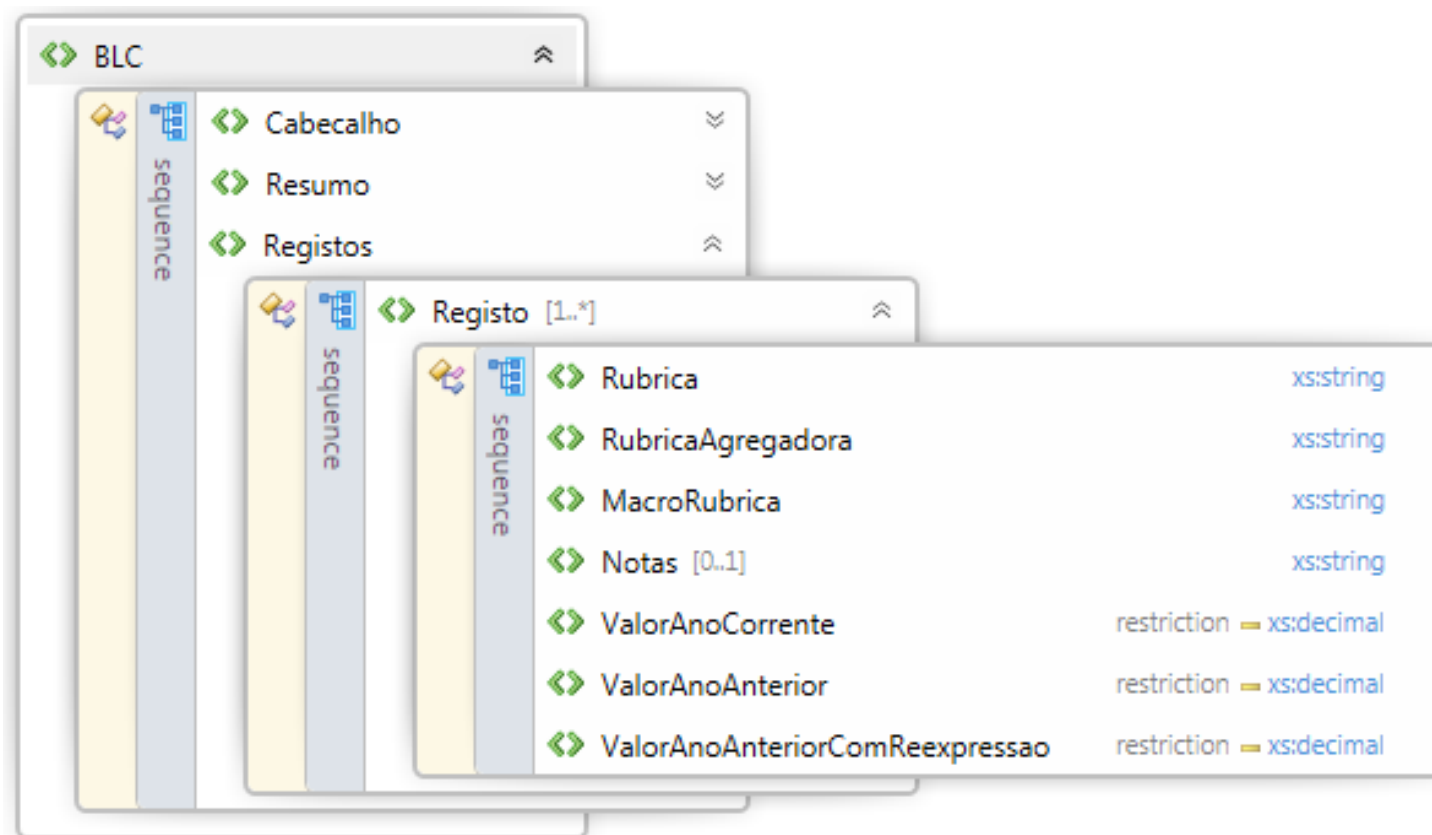 BLC
sequence
Cabecalho
Resumo
Registos
sequence
Registo [1..*]
sequence
Rubrica xs:string
RubricaAgregadora xs:string
MacroRubrica xs:string
Notas [0..1] xs:string
ValorAnoCorrente restriction xs:decimal
ValorAnoAnterior restriction xs:decimal
ValorAnoAnteriorComReexpressao restriction xs:decimal